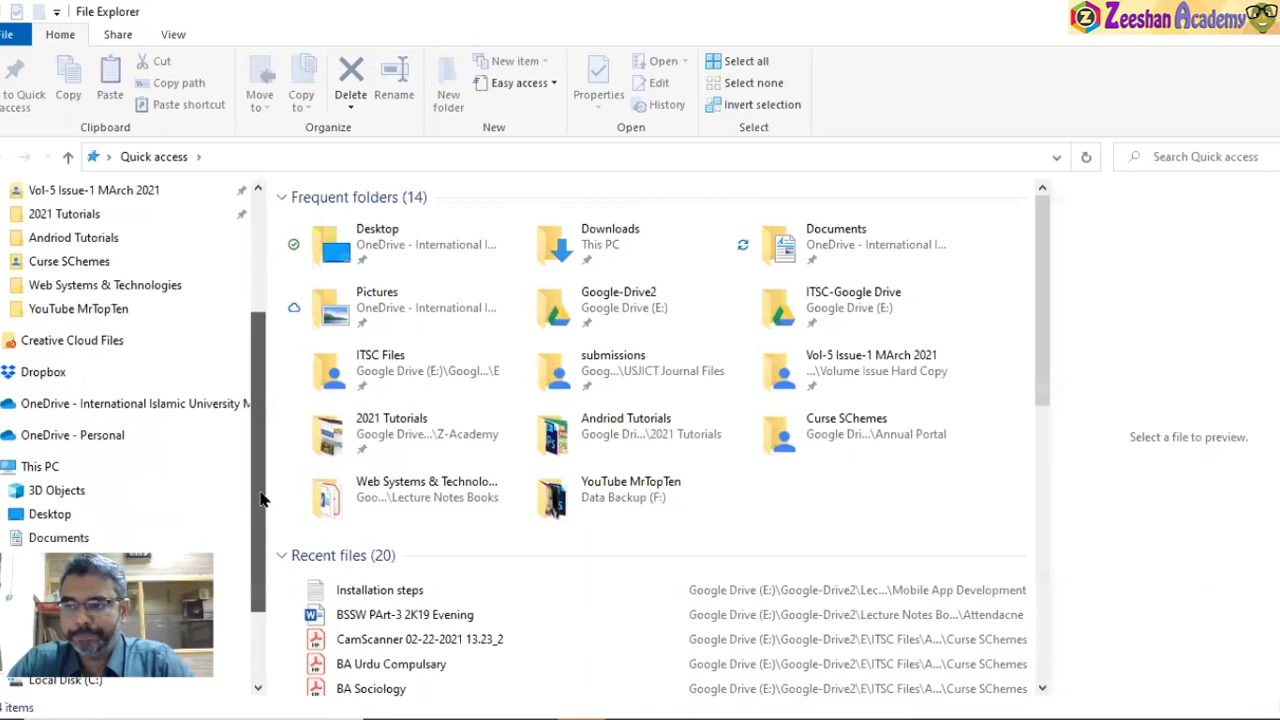 File Explorer
Zeeshan Academy
File
Home
Share
View
to Quick access
Copy
Paste
Cut
Copy path
Paste shortcut
Clipboard
Move to
Copy to
Delete
Rename
Organize
New folder
New item
Easy access
New
Properties
Open
Edit
History
Open
Select all
Select none
Invert selection
Select
Quick access
Search Quick access
Vol-5 Issue-1 MArch 2021
2021 Tutorials
Andriod Tutorials
Curse SChemes
Web Systems & Technologies
YouTube MrTopTen
Creative Cloud Files
Dropbox
OneDrive - International Islamic University M
OneDrive - Personal
This PC
3D Objects
Desktop
Documents
Local Disk (C:)
Frequent folders (14)
Desktop
OneDrive - International I...
Downloads
This PC
Documents
OneDrive - International I...
Pictures
OneDrive - International I...
Google-Drive2
Google Drive (E:)
ITSC-Google Drive
Google Drive (E:)
ITSC Files
Google Drive (E:)\Googl...\E
submissions
Goog...\USJICT Journal Files
Vol-5 Issue-1 MArch 2021
...\Volume Issue Hard Copy
2021 Tutorials
Google Drive...\Z-Academy
Andriod Tutorials
Google Dri...\2021 Tutorials
Curse SChemes
Google Dri...\Annual Portal
Web Systems & Technolo...
Goo...\Lecture Notes Books
YouTube MrTopTen
Data Backup (F:)
Select a file to preview.
Recent files (20)
Installation steps Google Drive (E:)\Google-Drive2\Lec...\Mobile App Development
BSSW PArt-3 2K19 Evening Google Drive (E:)\Google-Drive2\Lecture Notes Bo...\Attendacne
CamScanner 02-22-2021 13.23_2 Google Drive (E:)\Google-Drive2\E\ITSC Files\A...\Curse SChemes
BA Urdu Compulsary Google Drive (E:)\Google-Drive2\E\ITSC Files\A...\Curse SChemes
BA Sociology Google Drive (E:)\Google-Drive2\E\ITSC Files\A...\Curse SChemes
items